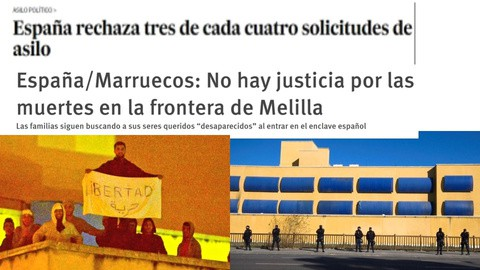 ASILO POLÍTICO >
España rechaza tres de cada cuatro solicitudes de
asilo
España/Marruecos: No hay justicia por las
muertes en la frontera de Melilla
Las familias siguen buscando a sus seres queridos “desaparecidos” al entrar en el enclave español
LIBERTAD
حرية